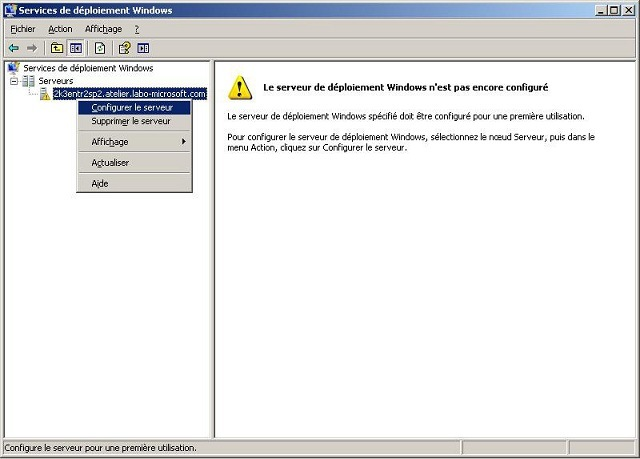 Services de déploiement Windows
Fichier Action Affichage ?
Services de déploiement Windows
Serveurs
2k3entr2sp2.atelier.labo-microsoft.com
Configurer le serveur
Supprimer le serveur
Affichage
Actualiser
Aide
Le serveur de déploiement Windows n'est pas encore configuré
Le serveur de déploiement Windows spécifié doit être configuré pour une première utilisation.
Pour configurer le serveur de déploiement Windows, sélectionnez le nœud Serveur, puis dans le
menu Action, cliquez sur Configurer le serveur.
Configure le serveur pour une première utilisation.